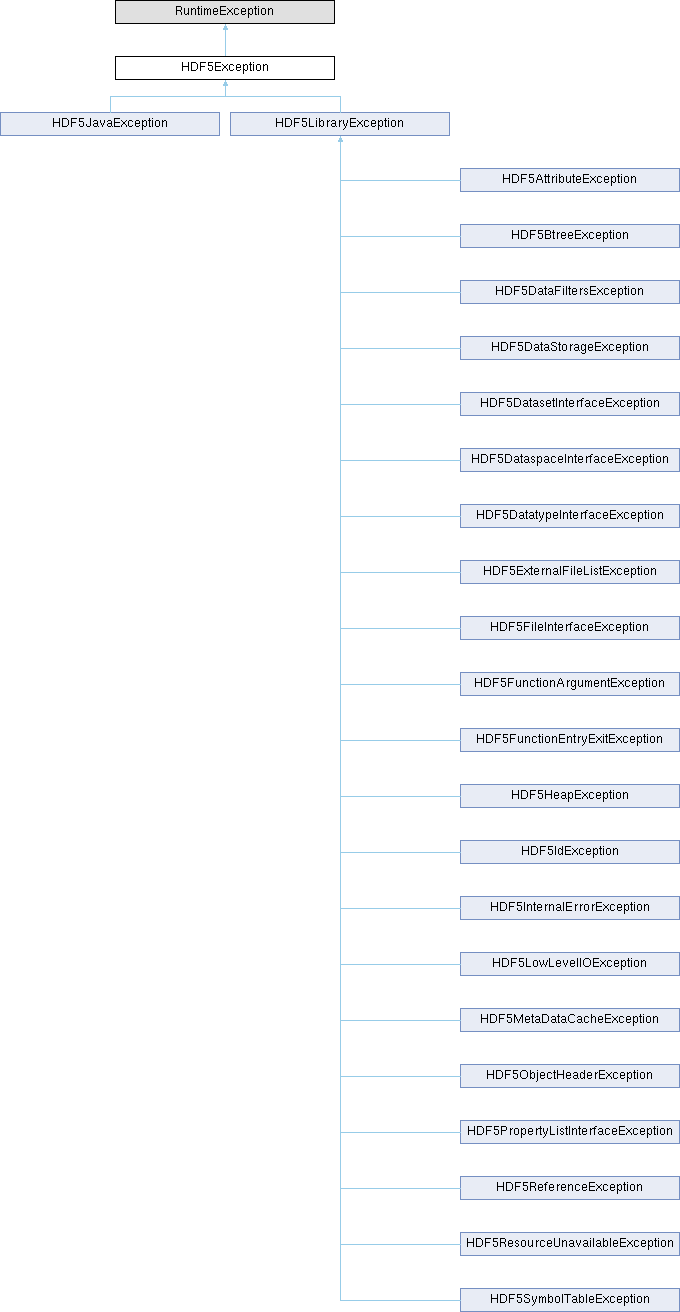 RuntimeException
HDF5Exception
HDF5JavaException
HDF5LibraryException
HDF5AttributeException
HDF5BtreeException
HDF5DataFiltersException
HDF5DataStorageException
HDF5DatasetInterfaceException
HDF5DataspaceInterfaceException
HDF5DatatypeInterfaceException
HDF5ExternalFileListException
HDF5FileInterfaceException
HDF5FunctionArgumentException
HDF5FunctionEntryExitException
HDF5HeapException
HDF5IdException
HDF5InternalErrorException
HDF5LowLevelIOException
HDF5MetaDataCacheException
HDF5ObjectHeaderException
HDF5PropertyListInterfaceException
HDF5ReferenceException
HDF5ResourceUnavailableException
HDF5SymbolTableException